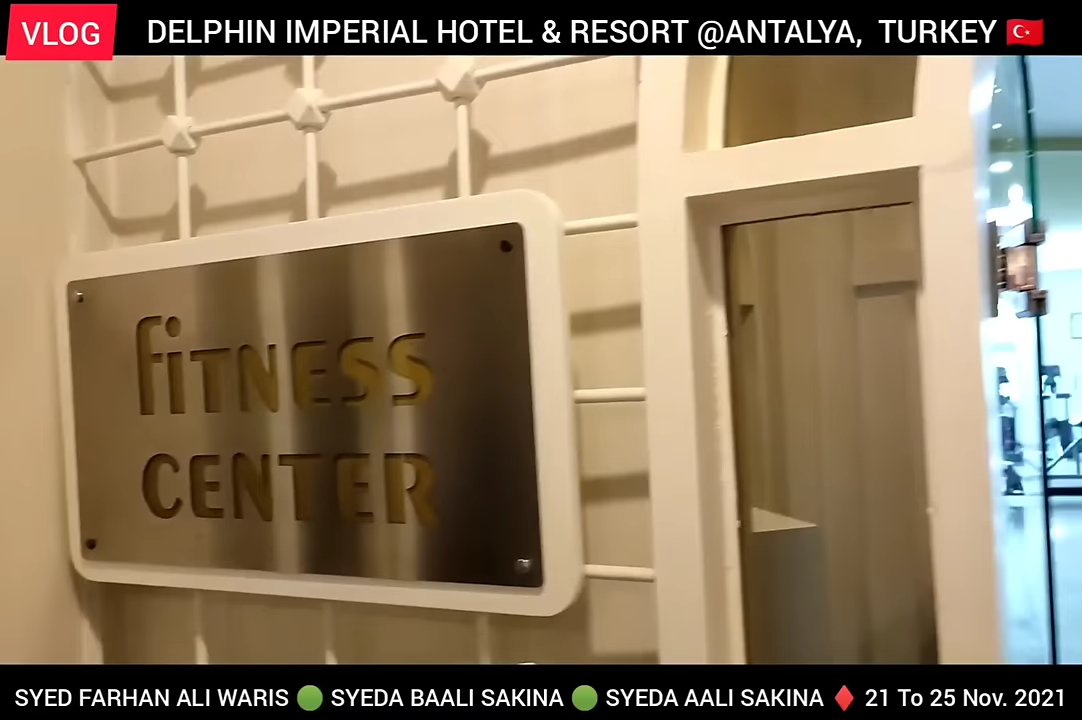 VLOG
DELPHIN IMPERIAL HOTEL & RESORT @ANTALYA, TURKEY 🇹🇷
fiTNESS
CENTER
SYED FARHAN ALI WARIS 🟢 SYEDA BAALI SAKINA 🟢 SYEDA AALI SAKINA ♦️ 21 To 25 Nov. 2021